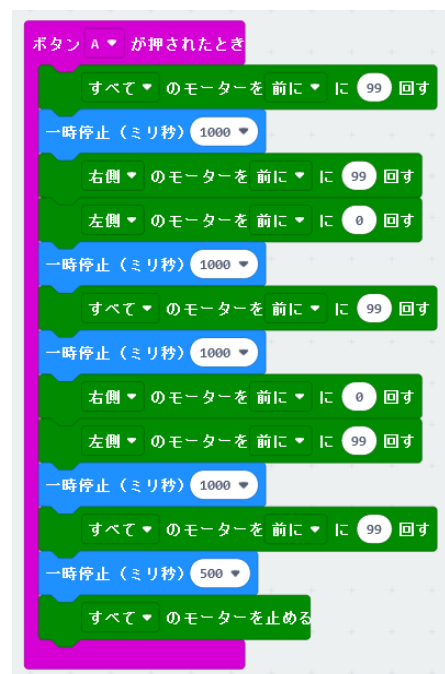 ボタン A が押されたとき
すべて のモーターを 前に に 99 回す
一時停止（ミリ秒） 1000
右側 のモーターを 前に に 99 回す
左側 のモーターを 前に に 0 回す
一時停止（ミリ秒） 1000
すべて のモーターを 前に に 99 回す
一時停止（ミリ秒） 1000
右側 のモーターを 前に に 0 回す
左側 のモーターを 前に に 99 回す
一時停止（ミリ秒） 1000
すべて のモーターを 前に に 99 回す
一時停止（ミリ秒） 500
すべて のモーターを止める